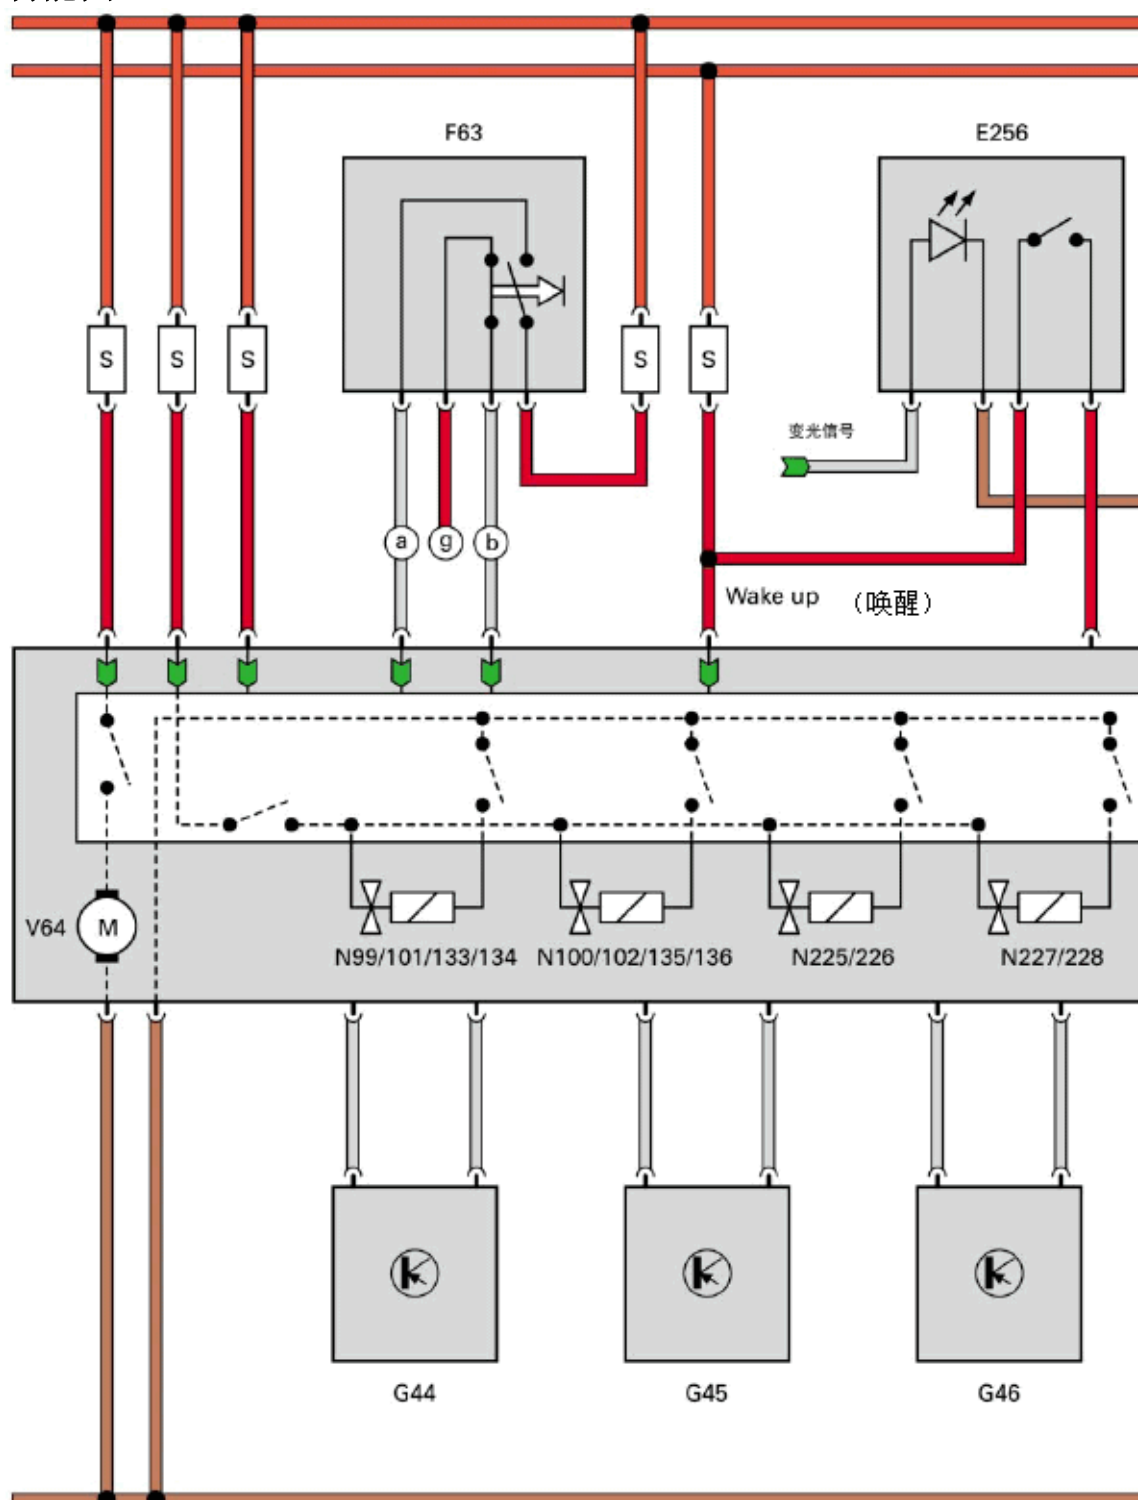 F63
E256
S
S
S
S
S
变光信号
a
g
b
Wake up （唤醒）
V64
M
N99/101/133/134
N100/102/135/136
N225/226
N227/228
G44
G45
G46